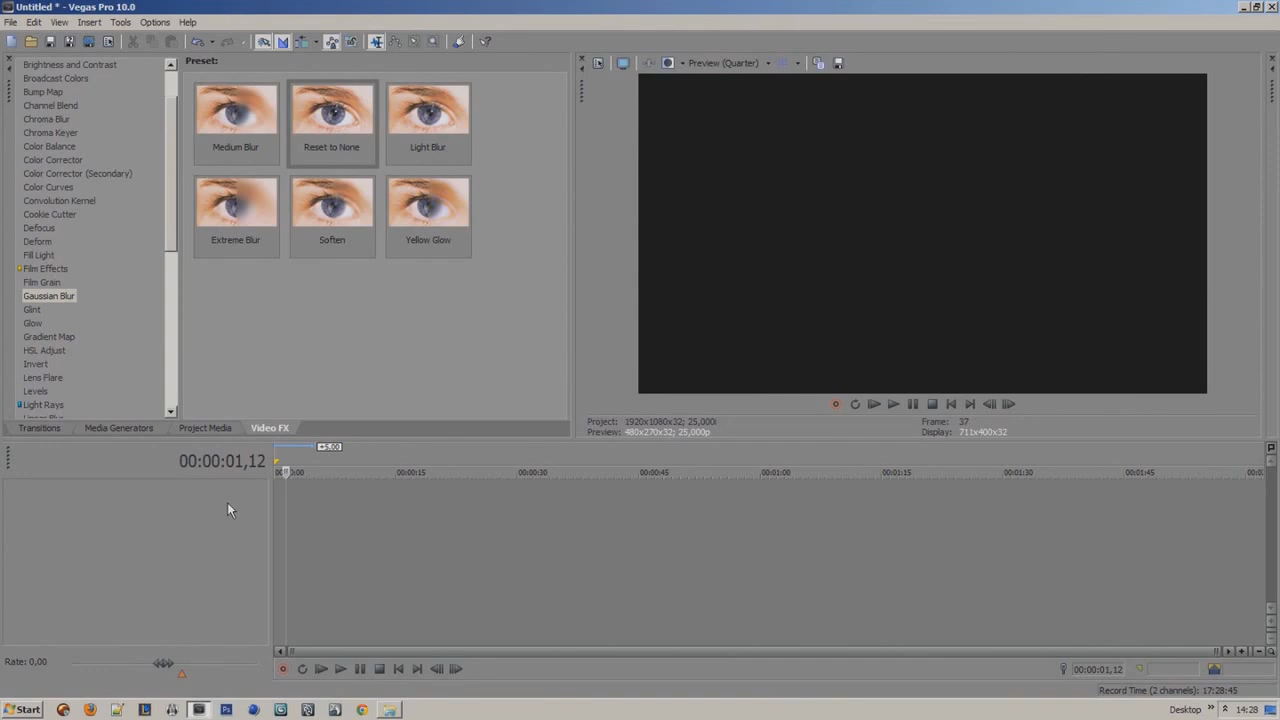 Untitled * - Vegas Pro 10.0
File Edit View Insert Tools Options Help
Brightness and Contrast
Broadcast Colors
Bump Map
Channel Blend
Chroma Blur
Chroma Keyer
Color Balance
Color Corrector
Color Corrector (Secondary)
Color Curves
Convolution Kernel
Cookie Cutter
Defocus
Deform
Fill Light
Film Effects
Film Grain
Gaussian Blur
Glint
Glow
Gradient Map
HSL Adjust
Invert
Lens Flare
Levels
Light Rays
Preset:
Medium Blur Reset to None Light Blur
Extreme Blur Soften Yellow Glow
Preview (Quarter)
Project: 1920x1080x32; 25,000i
Preview: 480x270x32; 25,000p
Frame: 37
Display: 711x400x32
Transitions Media Generators Project Media Video FX
+5.00
00:00:01,12
00:00:15 00:00:30 00:00:45 00:01:00 00:01:15 00:01:30 00:01:45
Rate: 0,00
00:00:01,12
Record Time (2 channels): 17:28:45
Start
Desktop
14:28